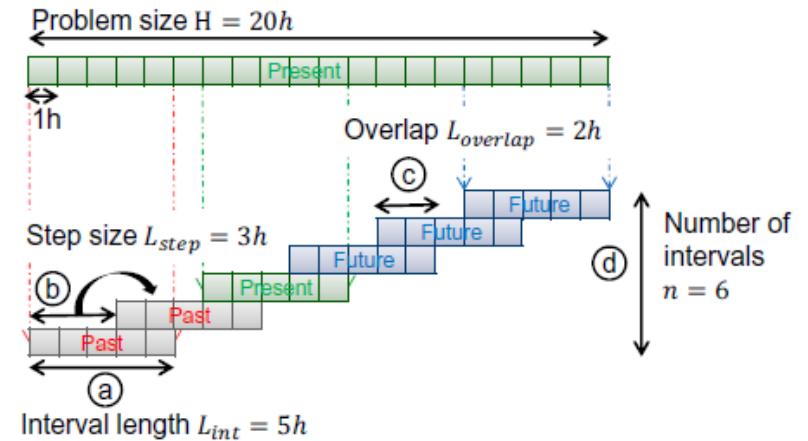 Problem size H = 20h
Present
1h
Overlap L_overlap = 2h
c
Future
Future
Number of
intervals
n = 6
Step size L_step = 3h
Future
d
b
Present
Past
Past
a
Interval length L_int = 5h